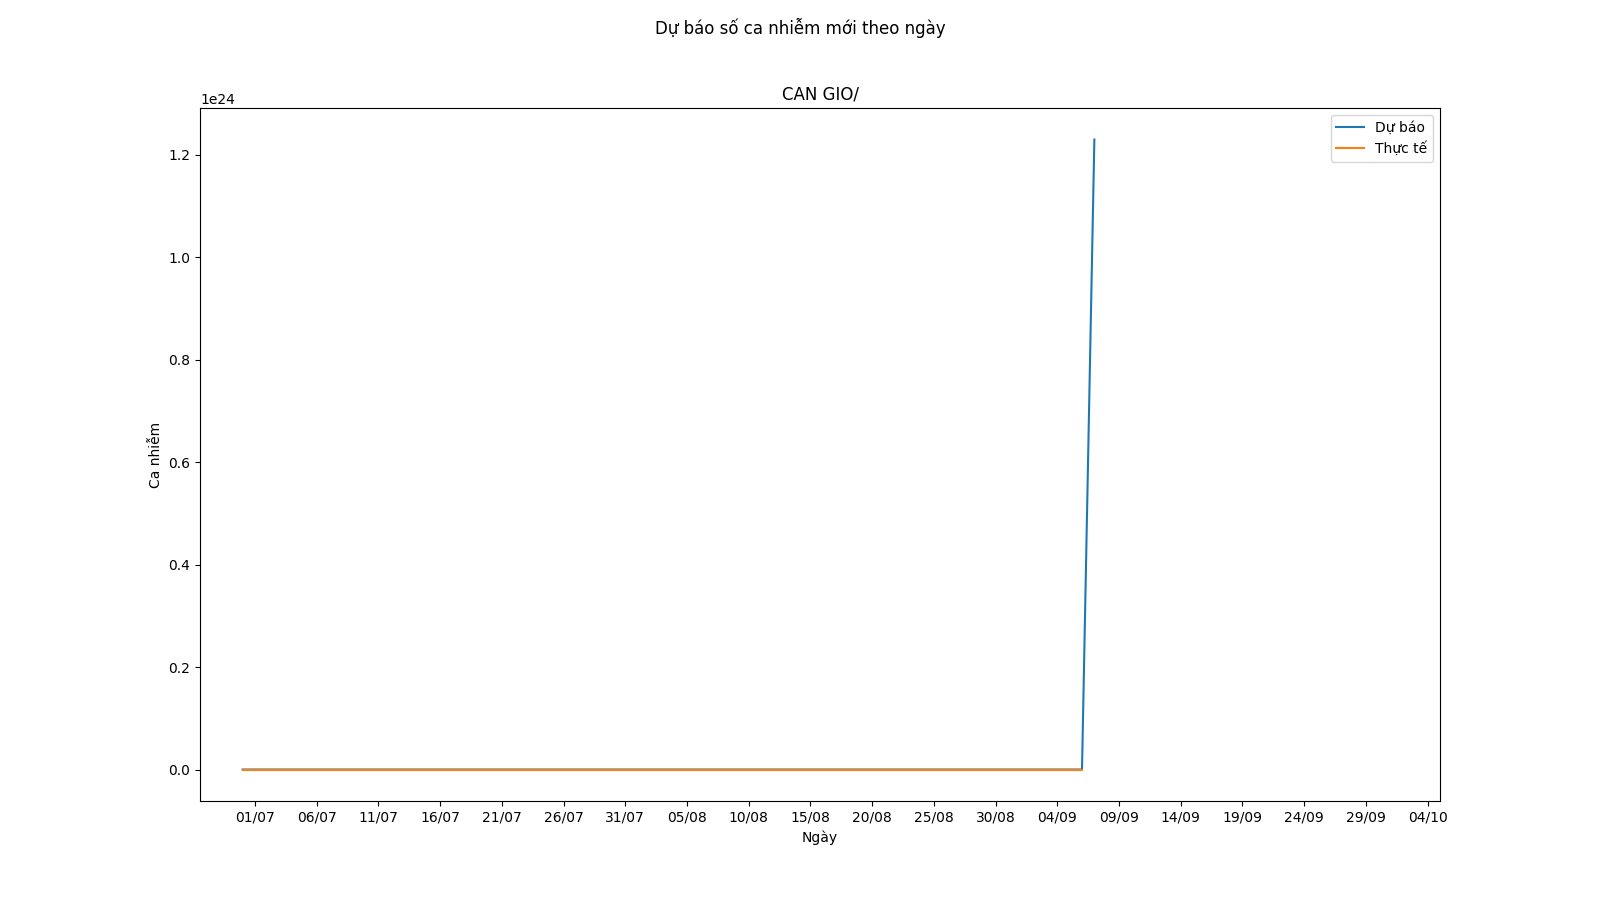 Dự báo số ca nhiễm mới theo ngày
CAN GIO/
1e24
Dự báo
Thực tế
1.2
1.0
0.8
0.6
0.4
0.2
0.0
Ca nhiễm
01/07 06/07 11/07 16/07 21/07 26/07 31/07 05/08 10/08 15/08 20/08 25/08 30/08 04/09 09/09 14/09 19/09 24/09 29/09 04/10
Ngày